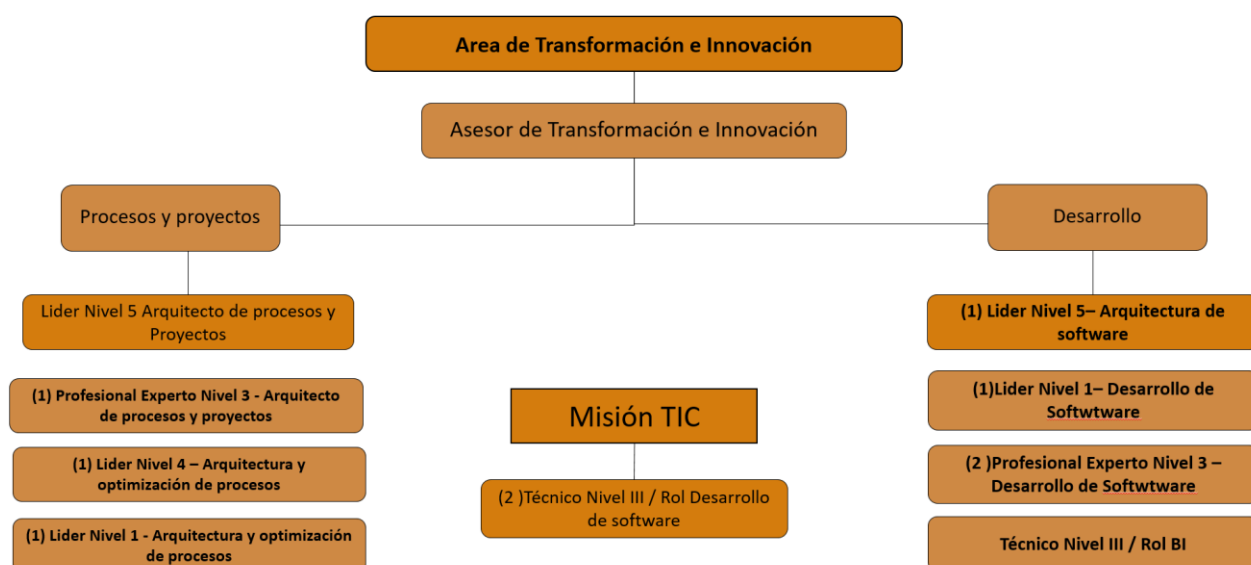 Area de Transformación e Innovación
Asesor de Transformación e Innovación
Procesos y proyectos
Desarrollo
Lider Nivel 5 Arquitecto de procesos y
Proyectos
(1) Profesional Experto Nivel 3 - Arquitecto
de procesos y proyectos
(1) Lider Nivel 4 – Arquitectura y
optimización de procesos
(1) Lider Nivel 1 - Arquitectura y optimización
de procesos
Misión TIC
(2 )Técnico Nivel III / Rol Desarrollo
de software
(1) Lider Nivel 5– Arquitectura de
software
(1)Lider Nivel 1– Desarrollo de
Softwtware
(2 )Profesional Experto Nivel 3 –
Desarrollo de Softwtware
Técnico Nivel III / Rol BI